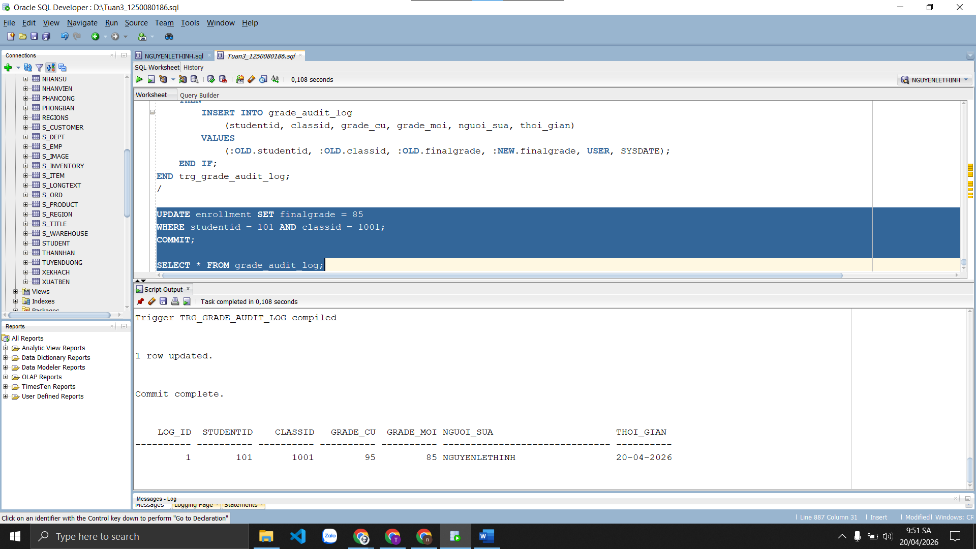 Oracle SQL Developer : D:\Tuan3_1250080186.sql
File Edit View Navigate Run Source Team Tools Window Help
Connections
NHANSU
NHANVIEN
PHANCONG
PHONGBAN
REGIONS
S_CUSTOMER
S_DEPT
S_EMP
S_IMAGE
S_INVENTORY
S_ITEM
S_LONGTEXT
S_ORD
S_PRODUCT
S_REGION
S_TITLE
S_WAREHOUSE
STUDENT
THANNHAN
TUYENDUONG
XEKHACH
XUATBEN
Views
Indexes
Packages
Reports
All Reports
Analytic View Reports
Data Dictionary Reports
Data Modeler Reports
OLAP Reports
TimesTen Reports
User Defined Reports
NGUYENLETHINH.sql Tuan3_1250080186.sql
SQL Worksheet History
0,108 seconds NGUYENLETHINH
Worksheet Query Builder
THEN
INSERT INTO grade_audit_log
(studentid, classid, grade_cu, grade_moi, nguoi_sua, thoi_gian)
VALUES
(:OLD.studentid, :OLD.classid, :OLD.finalgrade, :NEW.finalgrade, USER, SYSDATE);
END IF;
END trg_grade_audit_log;
/
UPDATE enrollment SET finalgrade = 85
WHERE studentid = 101 AND classid = 1001;
COMMIT;
SELECT * FROM grade_audit_log;
Script Output
Task completed in 0,108 seconds
Trigger TRG_GRADE_AUDIT_LOG compiled
1 row updated.
Commit complete.
LOG_ID STUDENTID CLASSID GRADE_CU GRADE_MOI NGUOI_SUA THOI_GIAN
---------- ---------- ---------- ---------- ---------- ------------------------------ ----------
1 101 1001 95 85 NGUYENLETHINH 20-04-2026
Messages - Log
Messages Logging Page Statements
Click on an identifier with the Control key down to perform "Go to Declaration" Line 887 Column 31 Insert Modified Windows: CF
Type here to search
Zalo
9:51 SA
20/04/2026